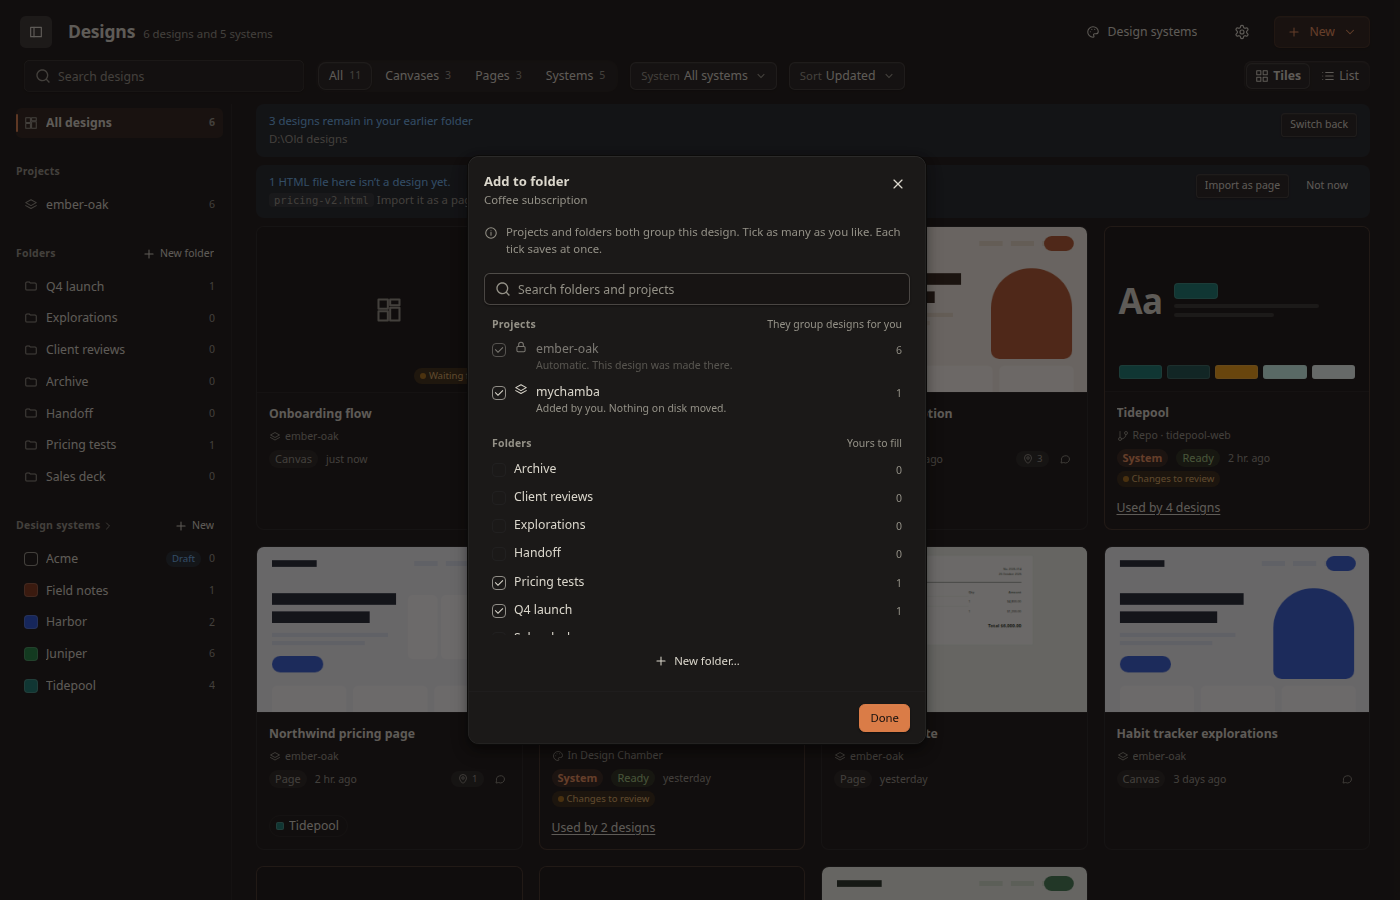 Designs
6 designs and 5 systems
Design systems
New
Search designs
All 11
Canvases 3
Pages 3
Systems 5
System All systems
Sort Updated
Tiles
List
All designs 6
Projects
ember-oak 6
Folders
New folder
Q4 launch 1
Explorations 0
Client reviews 0
Archive 0
Handoff 0
Pricing tests 1
Sales deck 0
Design systems
New
Acme Draft 0
Field notes 1
Harbor 2
Juniper 6
Tidepool 4
3 designs remain in your earlier folder
D:\Old designs
Switch back
1 HTML file here isn't a design yet.
pricing-v2.html Import it as a pa
Import as page
Not now
Add to folder
Coffee subscription
Projects and folders both group this design. Tick as many as you like. Each
tick saves at once.
Search folders and projects
Projects
They group designs for you
ember-oak 6
Automatic. This design was made there.
mychamba 1
Added by you. Nothing on disk moved.
Folders
Yours to fill
Archive 0
Client reviews 0
Explorations 0
Handoff 0
Pricing tests 1
Q4 launch 1
New folder...
Done
Waiting
Onboarding flow
ember-oak
Canvas just now
tion
ago
3
Aa
Tidepool
Repo · tidepool-web
System Ready 2 hr. ago
Changes to review
Used by 4 designs
Northwind pricing page
ember-oak
Page 2 hr. ago 1
Tidepool
In Design Chamber
System Ready yesterday
Changes to review
Used by 2 designs
te
ember-oak
Page yesterday
Habit tracker explorations
ember-oak
Canvas 3 days ago